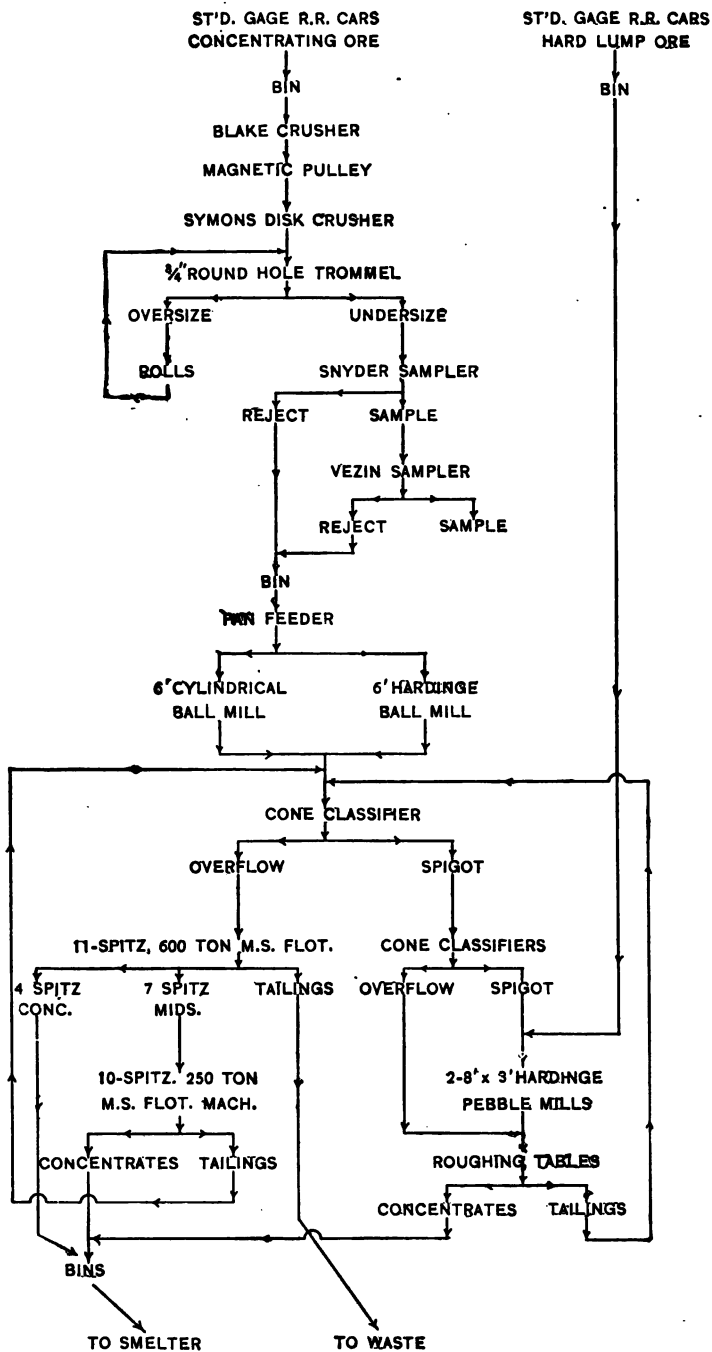 ST'D. GAGE R.R. CARS
CONCENTRATING ORE
ST'D. GAGE R.R. CARS
HARD LUMP ORE
BIN
BIN
BLAKE CRUSHER
MAGNETIC PULLEY
SYMONS DISK CRUSHER
3/4" ROUND HOLE TROMMEL
OVERSIZE
UNDERSIZE
ROLLS
SNYDER SAMPLER
REJECT
SAMPLE
VEZIN SAMPLER
REJECT
SAMPLE
BIN
PAN FEEDER
6' CYLINDRICAL
BALL MILL
6' HARDINGE
BALL MILL
CONE CLASSIFIER
OVERFLOW
SPIGOT
11-SPITZ, 600 TON M.S. FLOT.
CONE CLASSIFIERS
4 SPITZ
CONC.
7 SPITZ
MIDS.
TAILINGS
OVERFLOW
SPIGOT
10-SPITZ. 250 TON
M.S. FLOT. MACH.
2-8' x 3' HARDINGE
PEBBLE MILLS
CONCENTRATES
TAILINGS
ROUGHING TABLES
CONCENTRATES
TAILINGS
BINS
TO SMELTER
TO WASTE